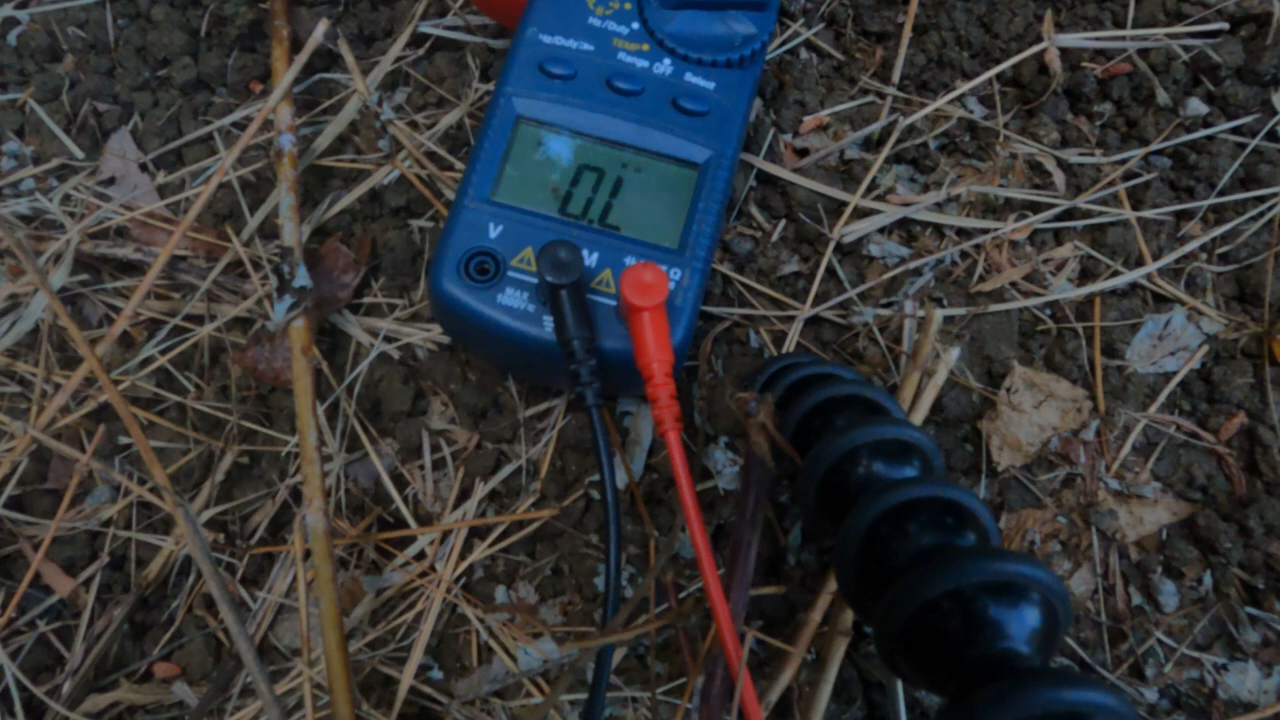 Hz/Duty
Hz/Duty
TEMP
Range OFF Select
0.L
V
Ω
MAX
1000V